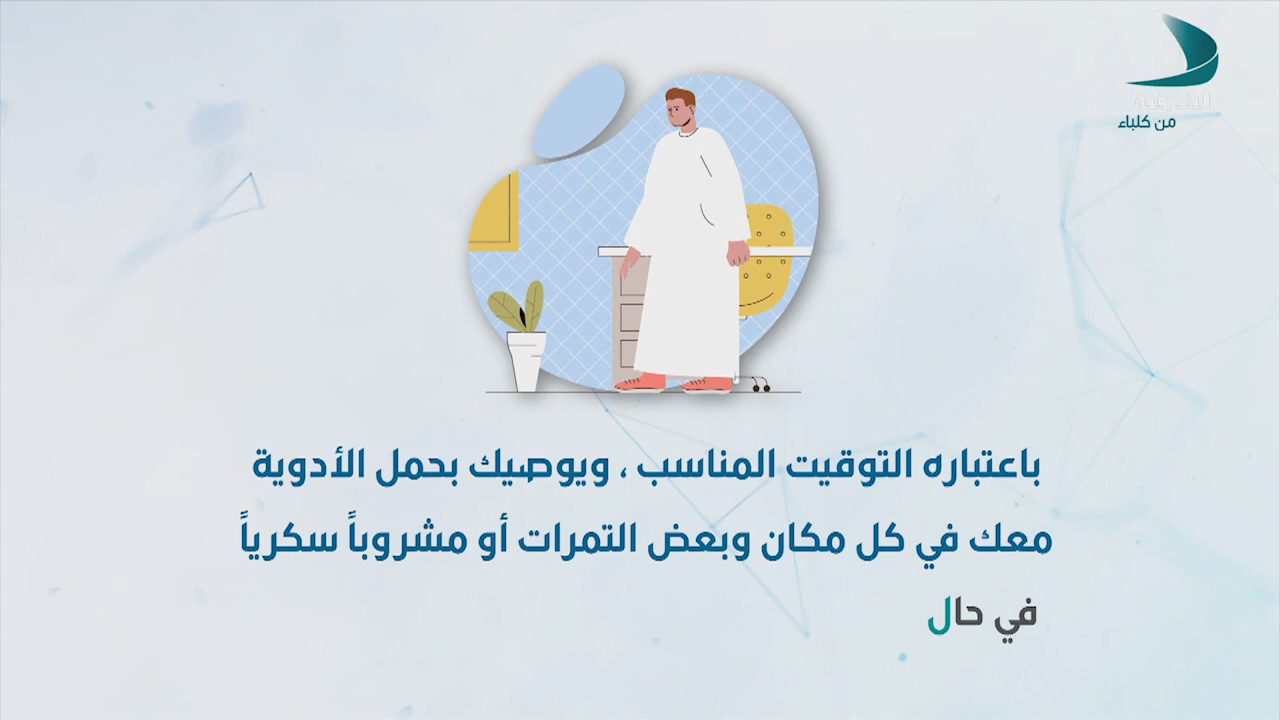 الشرقية
من كلباء
باعتباره التوقيت المناسب ، ويوصيك بحمل الأدوية
معك في كل مكان وبعض التمرات أو مشروباً سكرياً
في حال